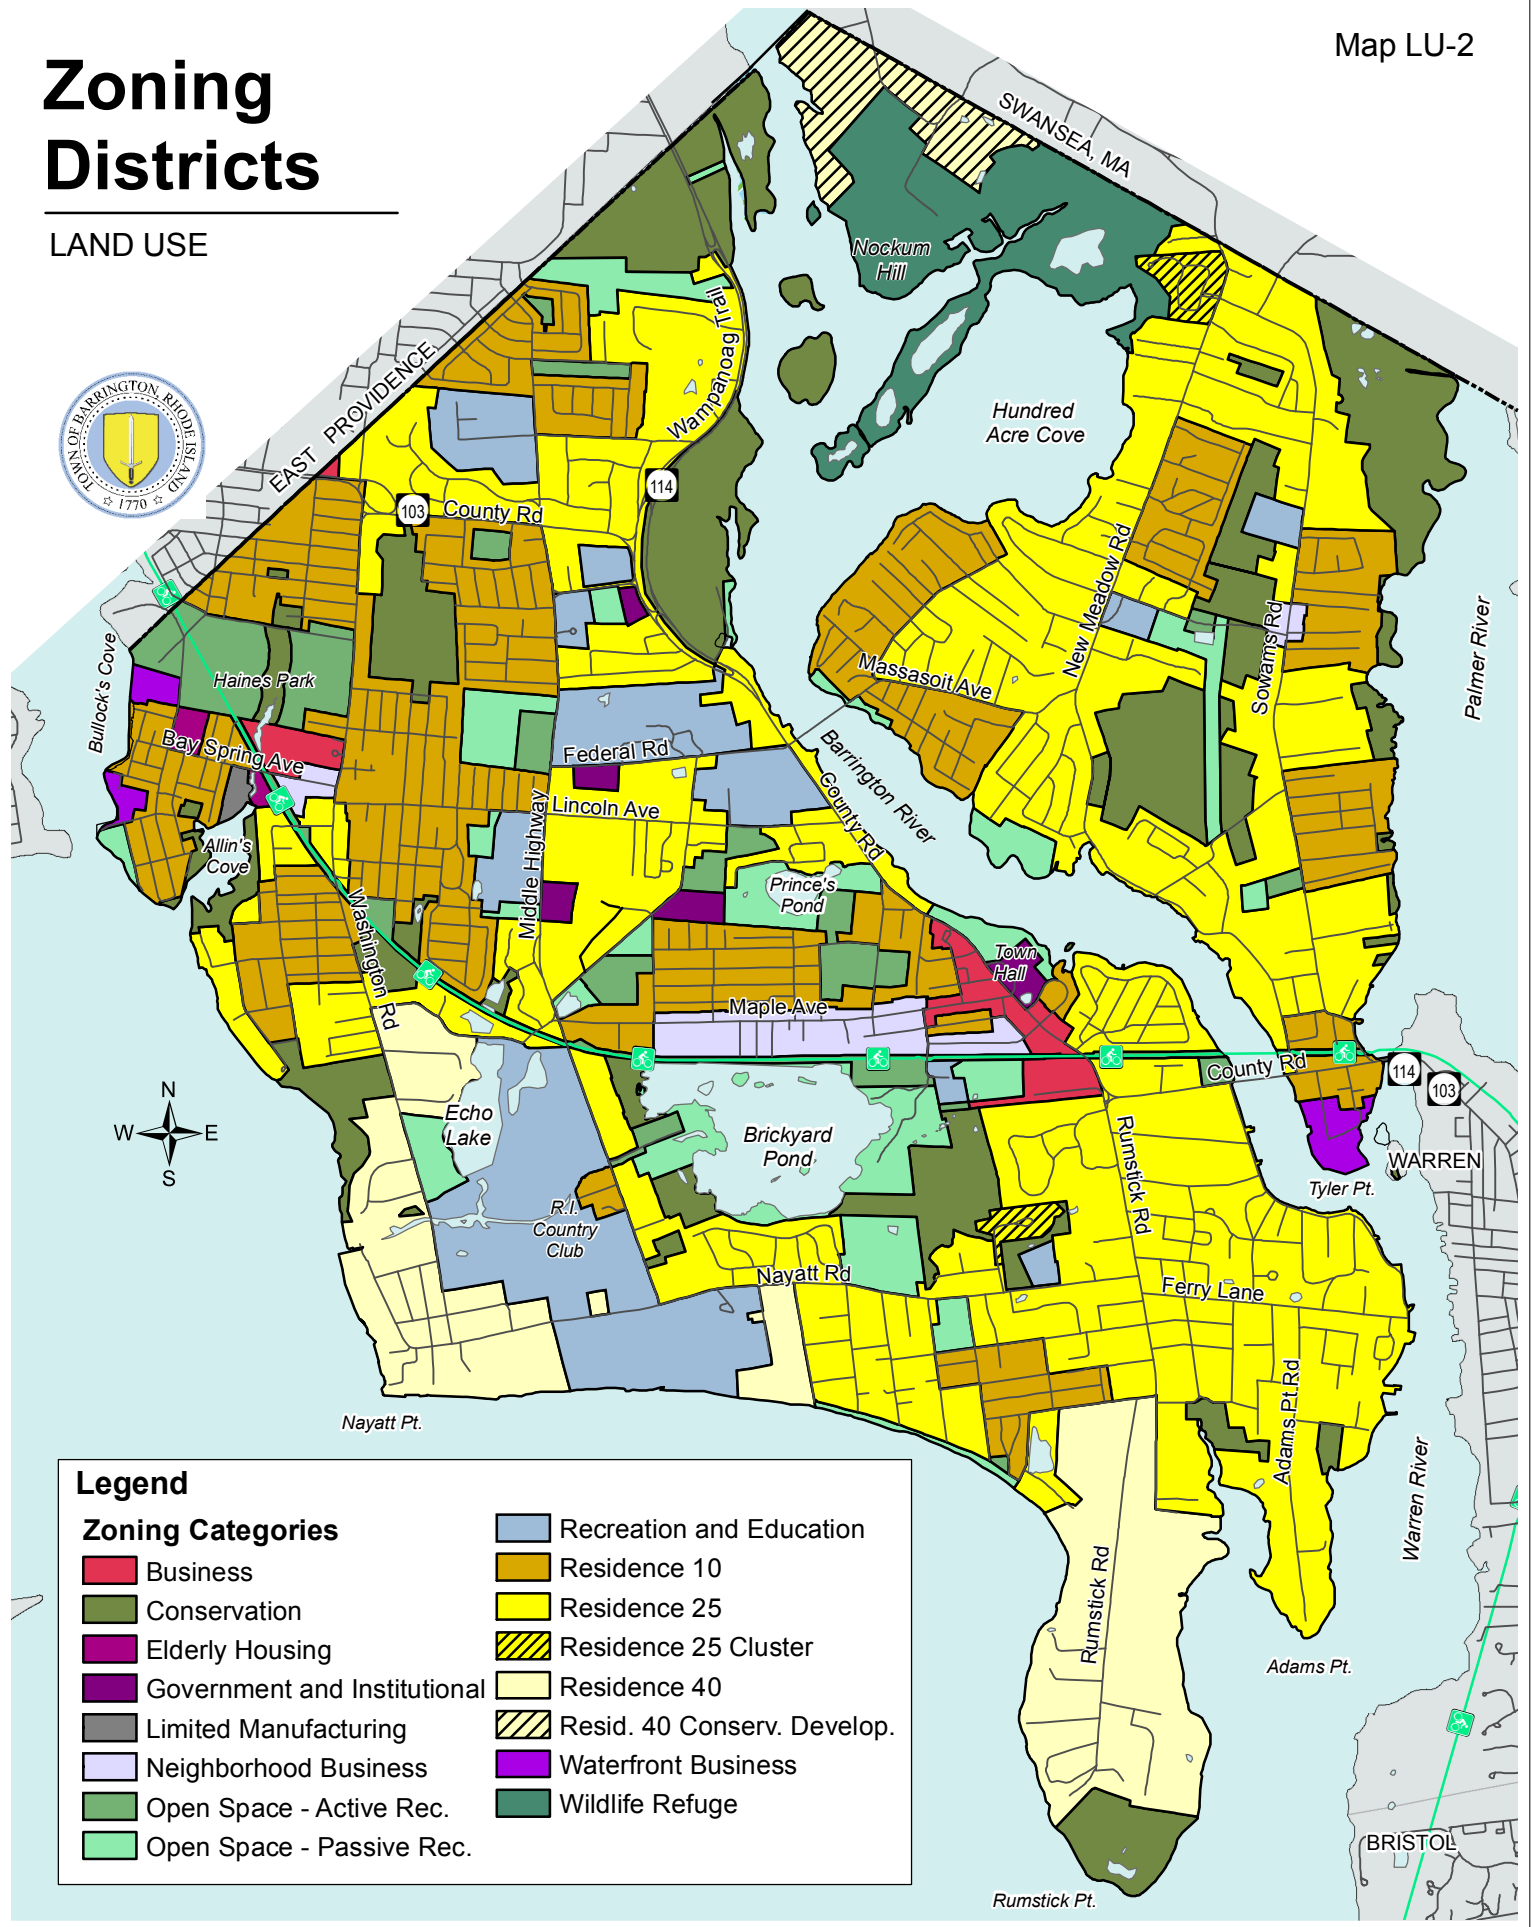 Zoning
Districts
LAND USE
Map LU-2
SWANSEA, MA
Nockum
Hill
Wampanoag Trail
EAST PROVIDENCE
TOWN OF BARRINGTON, RHODE ISLAND
☆ 1770 ☆
Hundred
Acre Cove
114
103
County Rd
New Meadow Rd
Sowams Rd
Palmer River
Massasoit Ave
Bullock's Cove
Haines Park
Bay Spring Ave
Federal Rd
Barrington River
Lincoln Ave
County Rd
Middle Highway
Allin's
Cove
Prince's
Pond
Washington Rd
Town
Hall
Maple Ave
County Rd
114
103
N
W E
S
Echo
Lake
Brickyard
Pond
Rumstick Rd
WARREN
Tyler Pt.
R.I.
Country
Club
Nayatt Rd
Ferry Lane
Adams Pt Rd
Nayatt Pt.
Warren River
Rumstick Rd
Adams Pt.
BRISTOL
Rumstick Pt.
Legend
Zoning Categories
Business
Conservation
Elderly Housing
Government and Institutional
Limited Manufacturing
Neighborhood Business
Open Space - Active Rec.
Open Space - Passive Rec.
Recreation and Education
Residence 10
Residence 25
Residence 25 Cluster
Residence 40
Resid. 40 Conserv. Develop.
Waterfront Business
Wildlife Refuge